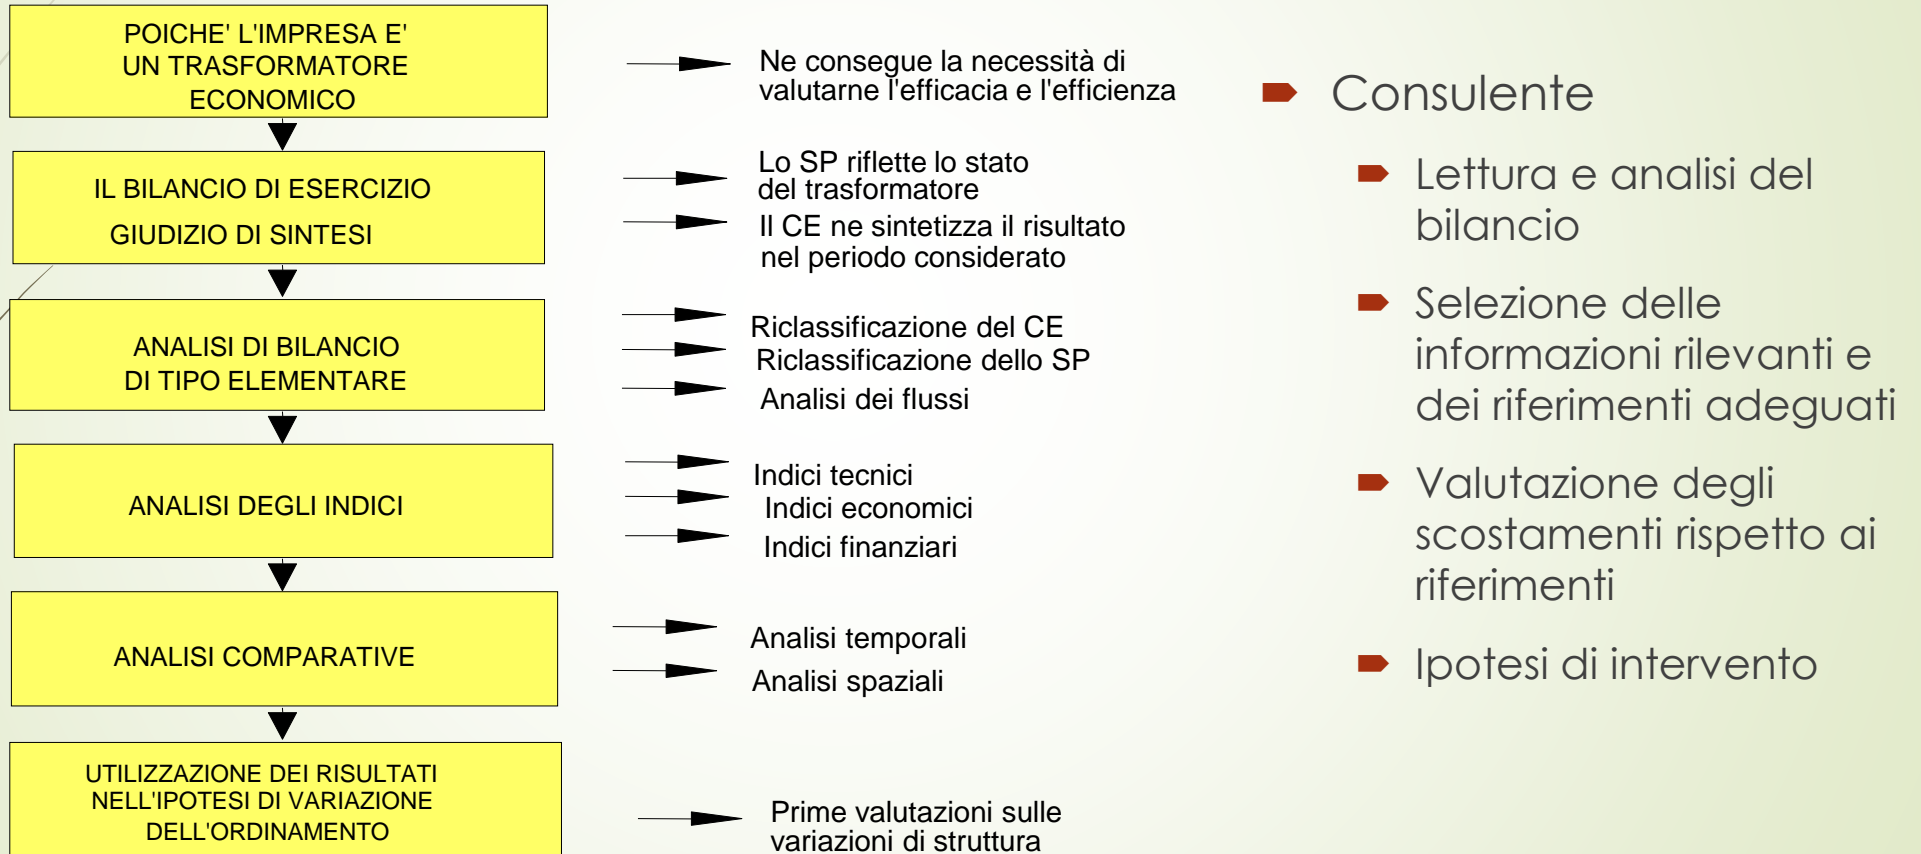 POICHE' L'IMPRESA E'
UN TRASFORMATORE
ECONOMICO
Ne consegue la necessità di
valutarne l'efficacia e l'efficienza
IL BILANCIO DI ESERCIZIO
GIUDIZIO DI SINTESI
Lo SP riflette lo stato
del trasformatore
Il CE ne sintetizza il risultato
nel periodo considerato
ANALISI DI BILANCIO
DI TIPO ELEMENTARE
Riclassificazione del CE
Riclassificazione dello SP
Analisi dei flussi
ANALISI DEGLI INDICI
Indici tecnici
Indici economici
Indici finanziari
ANALISI COMPARATIVE
Analisi temporali
Analisi spaziali
UTILIZZAZIONE DEI RISULTATI
NELL'IPOTESI DI VARIAZIONE
DELL'ORDINAMENTO
Prime valutazioni sulle
variazioni di struttura
Consulente
Lettura e analisi del
bilancio
Selezione delle
informazioni rilevanti e
dei riferimenti adeguati
Valutazione degli
scostamenti rispetto ai
riferimenti
Ipotesi di intervento